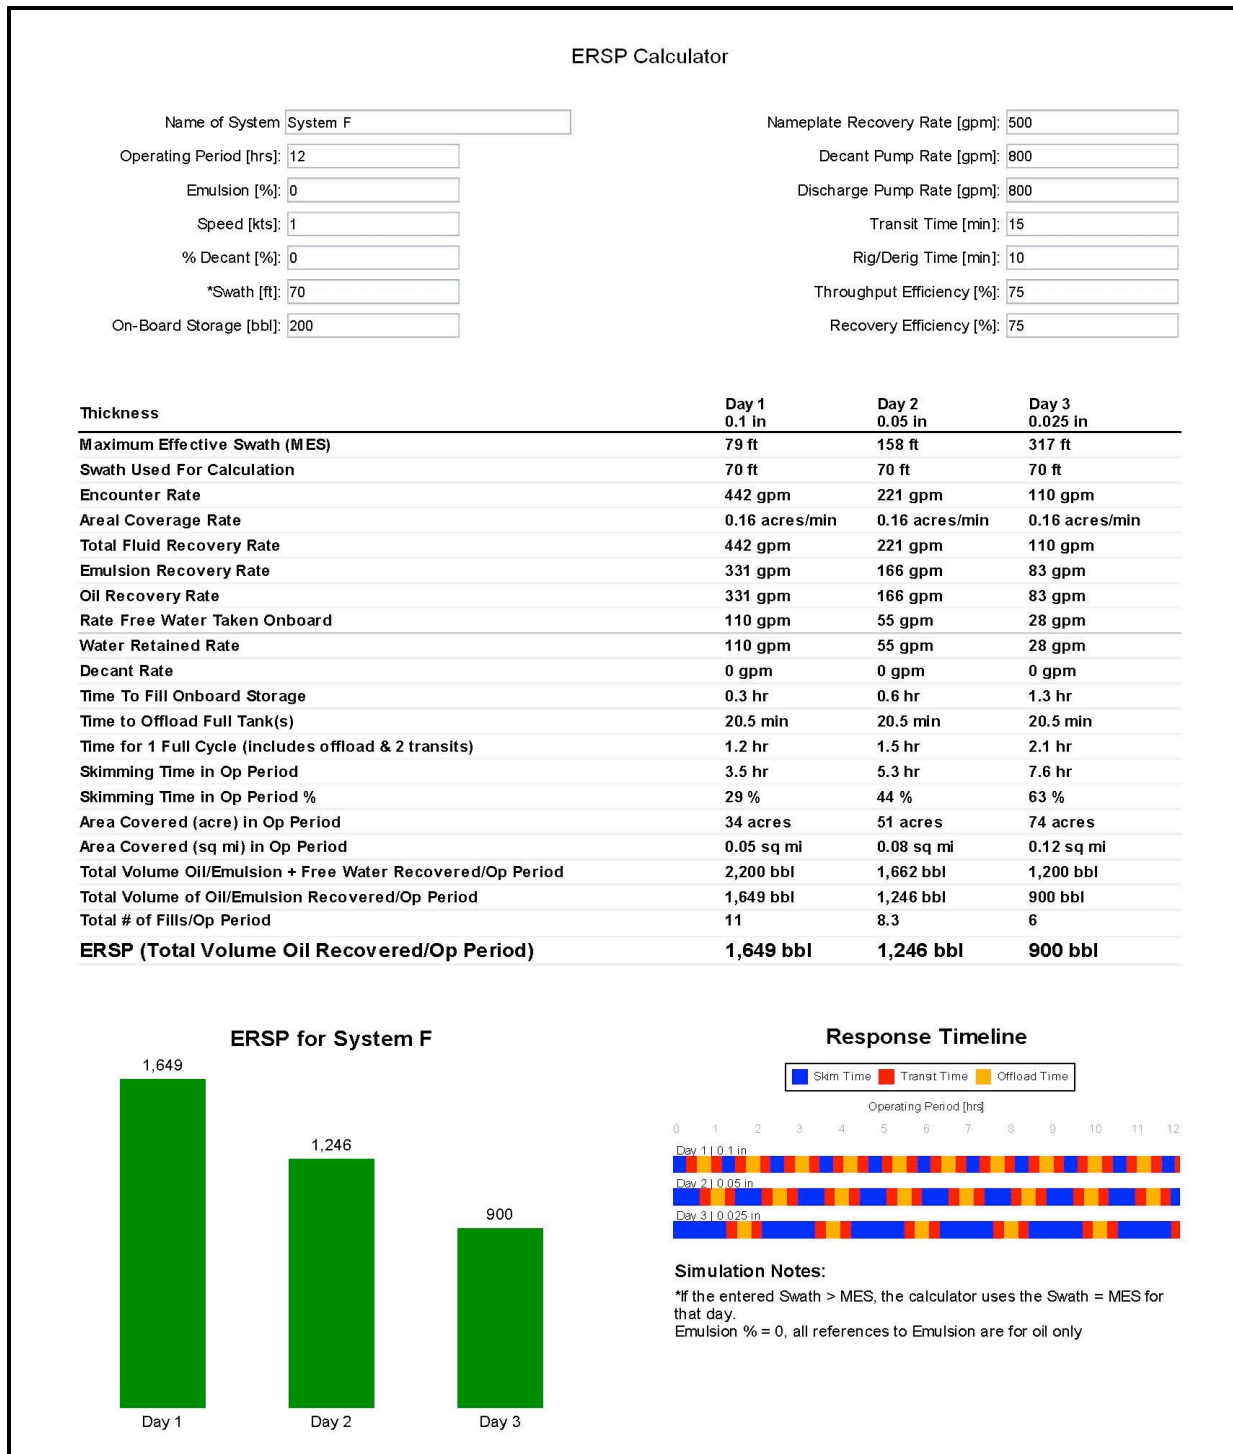 ERSP Calculator
Name of System System F
Nameplate Recovery Rate [gpm]: 500
Operating Period [hrs]: 12
Decant Pump Rate [gpm]: 800
Emulsion [%]: 0
Discharge Pump Rate [gpm]: 800
Speed [kts]: 1
Transit Time [min]: 15
% Decant [%]: 0
Rig/Derig Time [min]: 10
*Swath [ft]: 70
Throughput Efficiency [%]: 75
On-Board Storage [bbl]: 200
Recovery Efficiency [%]: 75
Day 1 Day 2 Day 3
Thickness 0.1 in 0.05 in 0.025 in
Maximum Effective Swath (MES) 79 ft 158 ft 317 ft
Swath Used For Calculation 70 ft 70 ft 70 ft
Encounter Rate 442 gpm 221 gpm 110 gpm
Areal Coverage Rate 0.16 acres/min 0.16 acres/min 0.16 acres/min
Total Fluid Recovery Rate 442 gpm 221 gpm 110 gpm
Emulsion Recovery Rate 331 gpm 166 gpm 83 gpm
Oil Recovery Rate 331 gpm 166 gpm 83 gpm
Rate Free Water Taken Onboard 110 gpm 55 gpm 28 gpm
Water Retained Rate 110 gpm 55 gpm 28 gpm
Decant Rate 0 gpm 0 gpm 0 gpm
Time To Fill Onboard Storage 0.3 hr 0.6 hr 1.3 hr
Time to Offload Full Tank(s) 20.5 min 20.5 min 20.5 min
Time for 1 Full Cycle (includes offload & 2 transits) 1.2 hr 1.5 hr 2.1 hr
Skimming Time in Op Period 3.5 hr 5.3 hr 7.6 hr
Skimming Time in Op Period % 29 % 44 % 63 %
Area Covered (acre) in Op Period 34 acres 51 acres 74 acres
Area Covered (sq mi) in Op Period 0.05 sq mi 0.08 sq mi 0.12 sq mi
Total Volume Oil/Emulsion + Free Water Recovered/Op Period 2,200 bbl 1,662 bbl 1,200 bbl
Total Volume of Oil/Emulsion Recovered/Op Period 1,649 bbl 1,246 bbl 900 bbl
Total # of Fills/Op Period 11 8.3 6
ERSP (Total Volume Oil Recovered/Op Period) 1,649 bbl 1,246 bbl 900 bbl
ERSP for System F
1,649
1,246
900
Day 1 Day 2 Day 3
Response Timeline
Skim Time Transit Time Offload Time
Operating Period [hrs]
0 1 2 3 4 5 6 7 8 9 10 11 12
Day 1 | 0.1 in
Day 2 | 0.05 in
Day 3 | 0.025 in
Simulation Notes:
*If the entered Swath > MES, the calculator uses the Swath = MES for
that day.
Emulsion % = 0, all references to Emulsion are for oil only